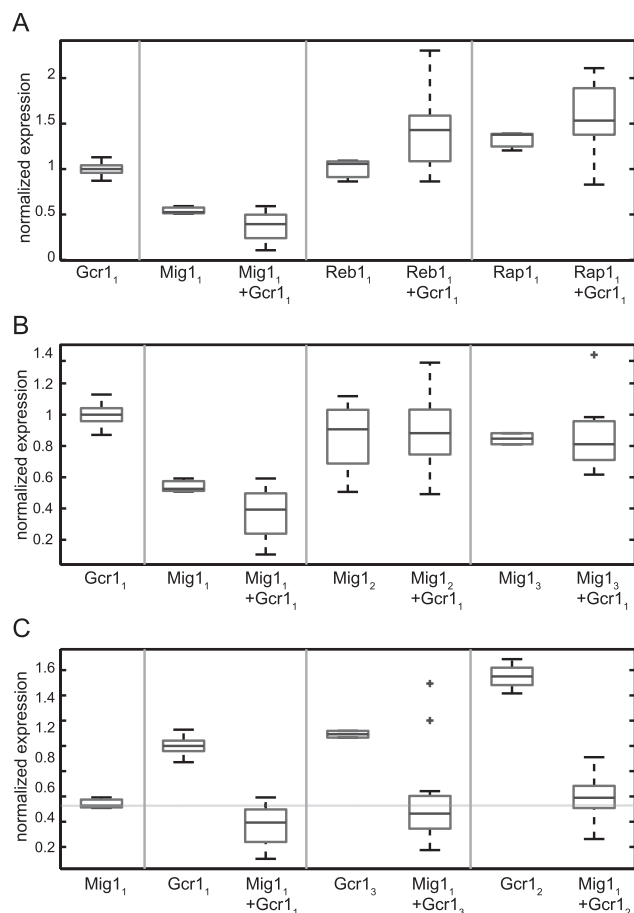 A
normalized expression
2
1.5
1
0.5
0
Gcr1₁ Mig1₁ Mig1₁ Reb1₁ Reb1₁ Rap1₁ Rap1₁
+Gcr1₁ +Gcr1₁ +Gcr1₁
B
normalized expression
1.4
1.2
1
0.8
0.6
0.4
0.2
Gcr1₁ Mig1₁ Mig1₁ Mig1₂ Mig1₂ Mig1₃ Mig1₃
+Gcr1₁ +Gcr1₁ +Gcr1₁
C
normalized expression
1.6
1.4
1.2
0.8
0.6
0.4
0.2
Mig1₁ Gcr1₁ Mig1₁ Gcr1₃ Mig1₁ Gcr1₂ Mig1₁
+Gcr1₁ +Gcr1₃ +Gcr1₂